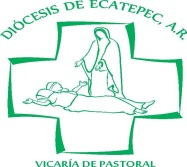 DIÓCESIS DE ECATEPEC, A.R.
VICARÍA DE PASTORAL